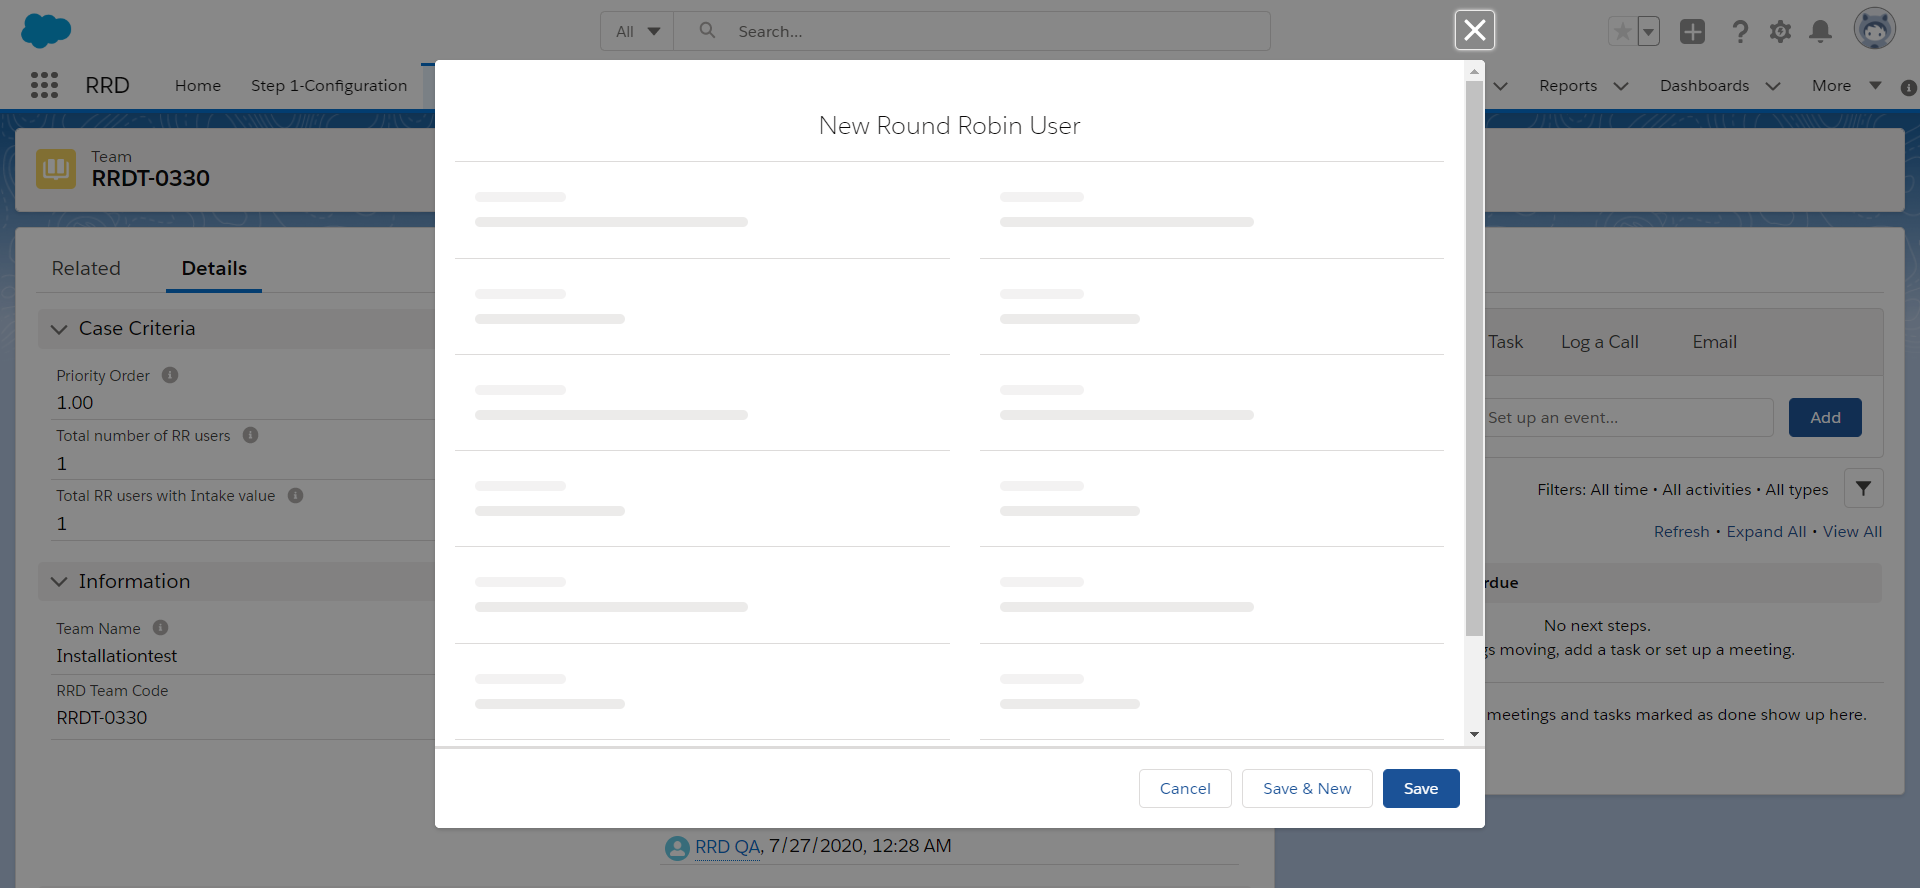 All
Search...
RRD
Home
Step 1-Configuration
Reports
Dashboards
More
Team
RRDT-0330
New Round Robin User
Related
Details
Case Criteria
Priority Order
1.00
Total number of RR users
1
Total RR users with Intake value
1
Information
Team Name
Installationtest
RRD Team Code
RRDT-0330
Task
Log a Call
Email
Set up an event...
Add
Filters: All time • All activities • All types
Refresh • Expand All • View All
No next steps.
moving, add a task or set up a meeting.
meetings and tasks marked as done show up here.
Cancel
Save & New
Save
RRD QA, 7/27/2020, 12:28 AM